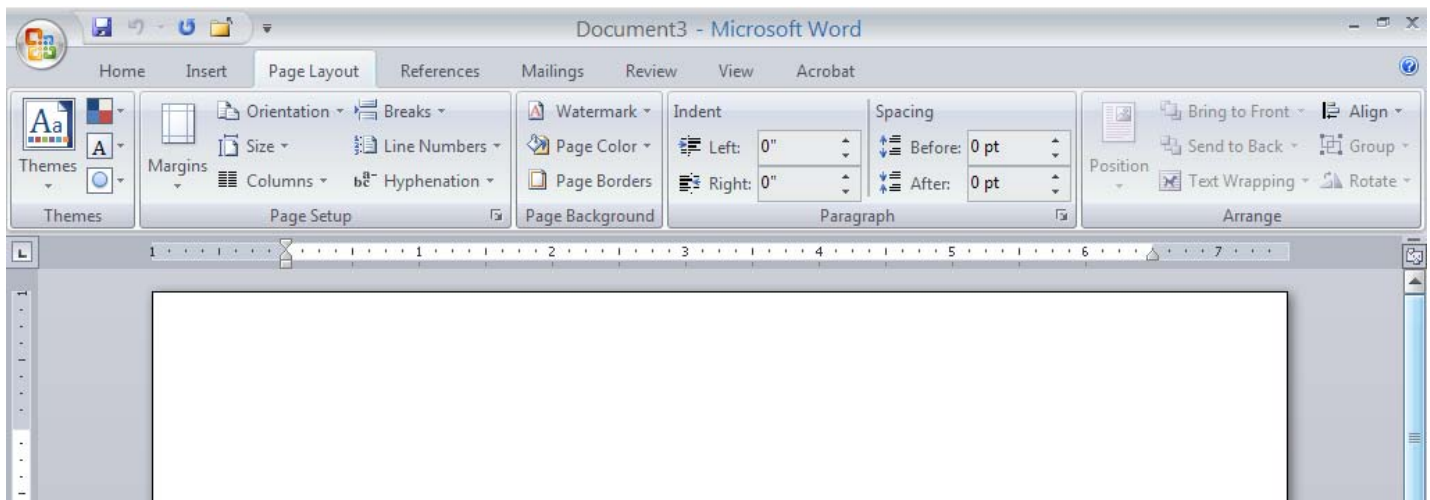 Document3 - Microsoft Word
Home Insert Page Layout References Mailings Review View Acrobat
Aa Orientation Breaks Watermark Indent Spacing Bring to Front Align
A Size Line Numbers Page Color Left: 0" Before: 0 pt Send to Back Group
Themes Margins Columns Hyphenation Page Borders Right: 0" After: 0 pt Position Text Wrapping Rotate
Themes Page Setup Page Background Paragraph Arrange
L 1 1 2 3 4 5 6 7
1